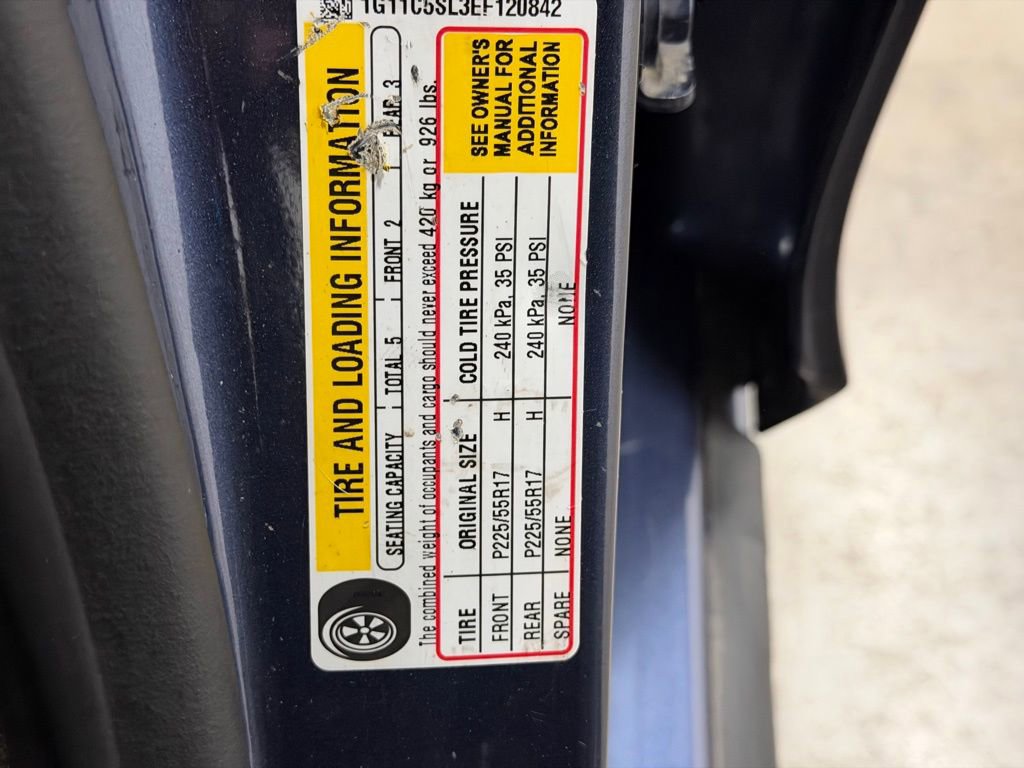 1G11C5SL3EF120842
TIRE AND LOADING INFORMATION
SEATING CAPACITY TOTAL 5 FRONT 2 REAR 3
The combined weight of occupants and cargo should never exceed 420 kg or 926 lbs.
TIRE ORIGINAL SIZE COLD TIRE PRESSURE
FRONT P225/55R17 H 240 kPa, 35 PSI
REAR P225/55R17 H 240 kPa, 35 PSI
SPARE NONE NONE
SEE OWNER'S
MANUAL FOR
ADDITIONAL
INFORMATION